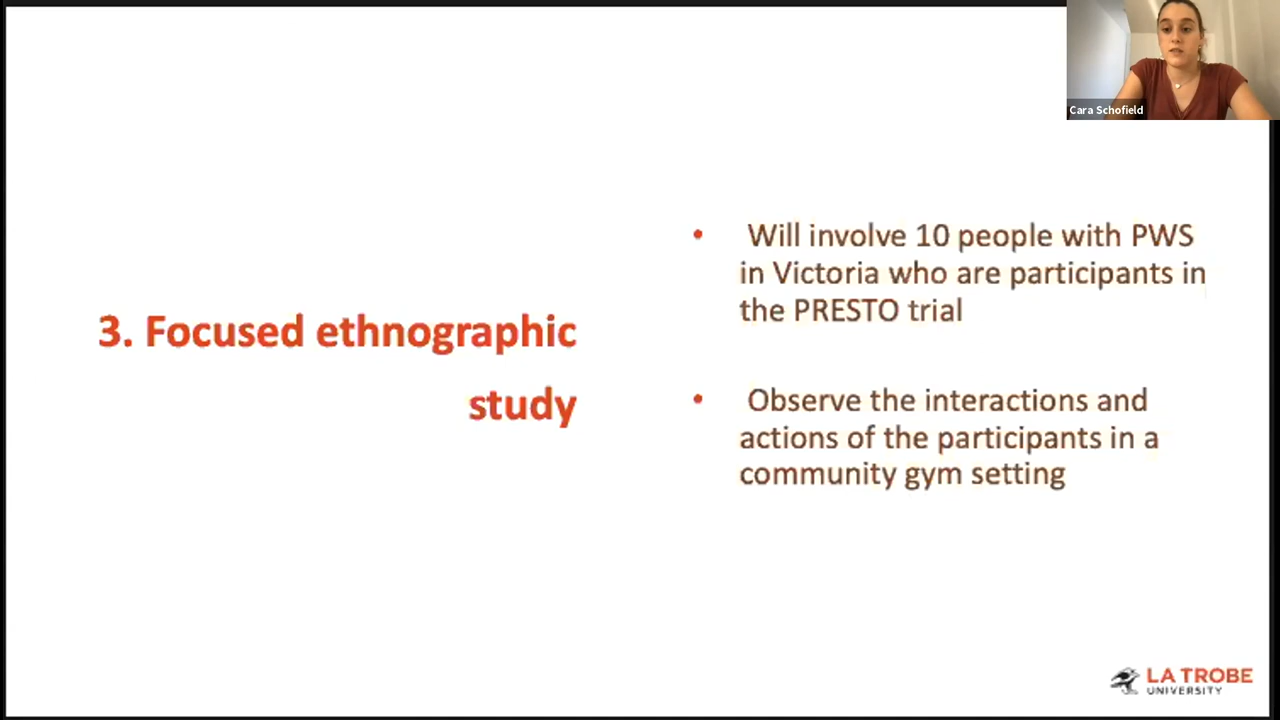 Cara Schofield
3. Focused ethnographic
study
• Will involve 10 people with PWS
in Victoria who are participants in
the PRESTO trial
• Observe the interactions and
actions of the participants in a
community gym setting
LA TROBE
UNIVERSITY